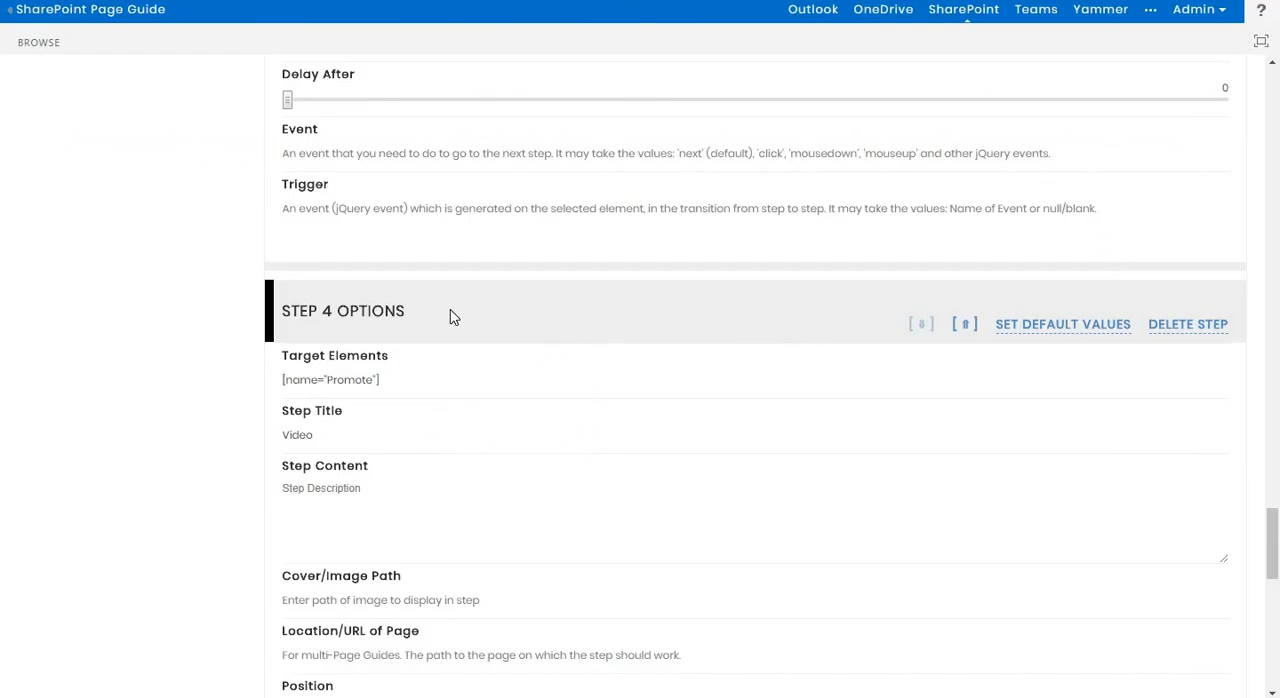 SharePoint Page Guide
Outlook OneDrive SharePoint Teams Yammer ··· Admin ?
BROWSE
Delay After
0
Event
An event that you need to do to go to the next step. It may take the values: 'next' (default), 'click', 'mousedown', 'mouseup' and other jQuery events.
Trigger
An event (jQuery event) which is generated on the selected element, in the transition from step to step. It may take the values: Name of Event or null/blank.
STEP 4 OPTIONS
[⇩] [⇧] SET DEFAULT VALUES DELETE STEP
Target Elements
[name="Promote"]
Step Title
Video
Step Content
Step Description
Cover/Image Path
Enter path of image to display in step
Location/URL of Page
For multi-Page Guides. The path to the page on which the step should work.
Position